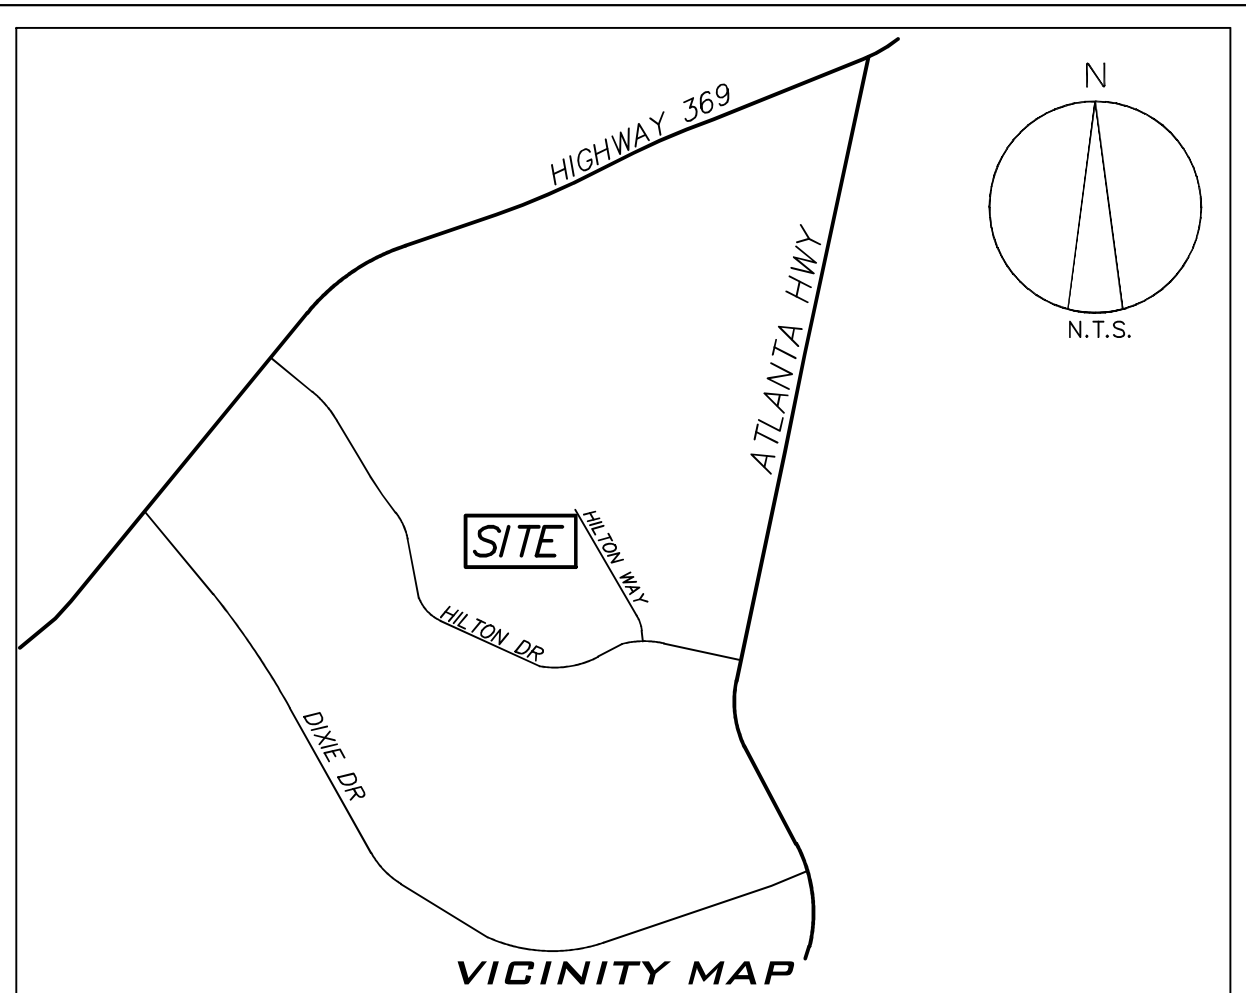 N
HIGHWAY 369
ATLANTA HWY
N.T.S.
SITE
HILTON WAY
HILTON DR
DIXIE DR
VICINITY MAP